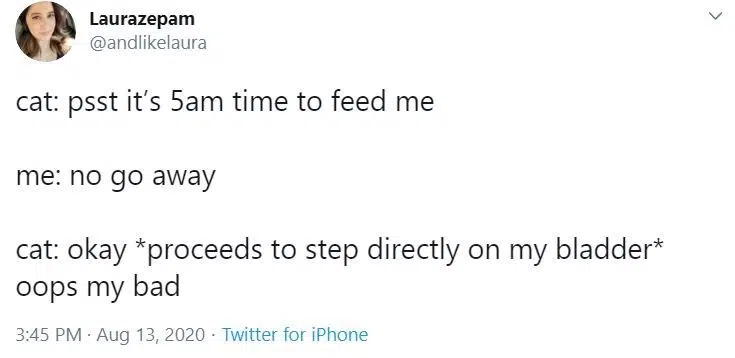 Laurazepam
@andlikelaura
cat: psst it’s 5am time to feed me
me: no go away
cat: okay *proceeds to step directly on my bladder*
oops my bad
3:45 PM · Aug 13, 2020 · Twitter for iPhone